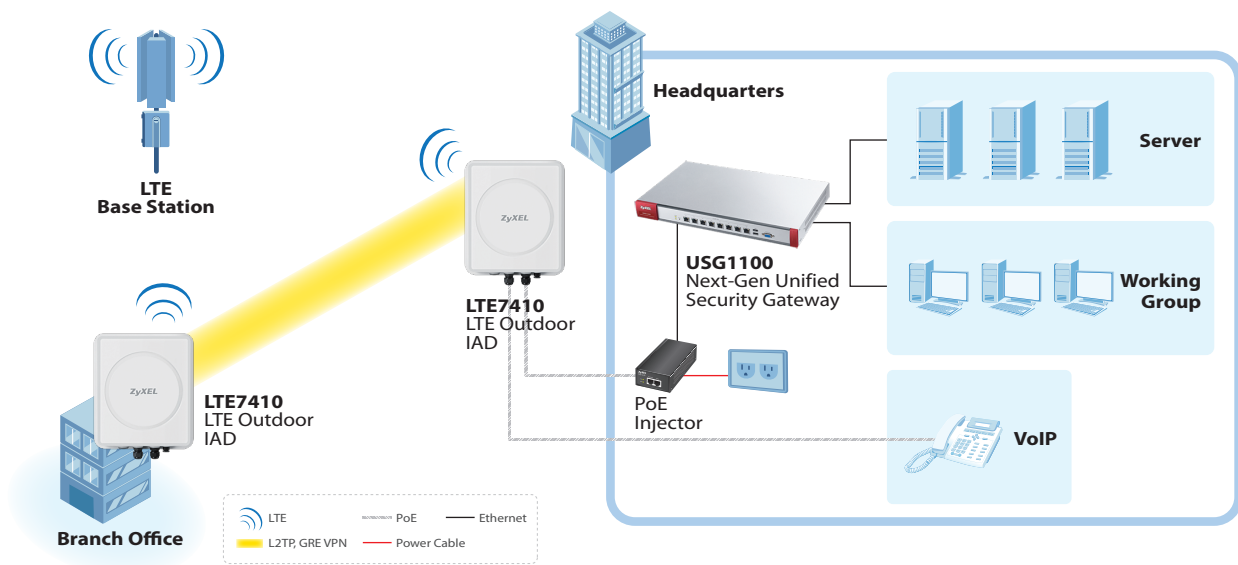 LTE
Base Station
Headquarters
Server
ZyXEL
USG1100
Next-Gen Unified
Security Gateway
Working
Group
LTE7410
LTE Outdoor
IAD
ZyXEL
LTE7410
LTE Outdoor
IAD
PoE
Injector
VoIP
Branch Office
LTE
PoE
Ethernet
L2TP, GRE VPN
Power Cable